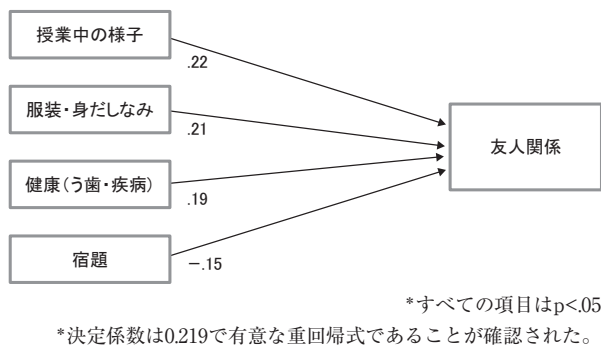 授業中の様子
.22
服装・身だしなみ
.21
友人関係
健康(う歯・疾病)
.19
宿題
−.15
*すべての項目はp<.05
*決定係数は0.219で有意な重回帰式であることが確認された。